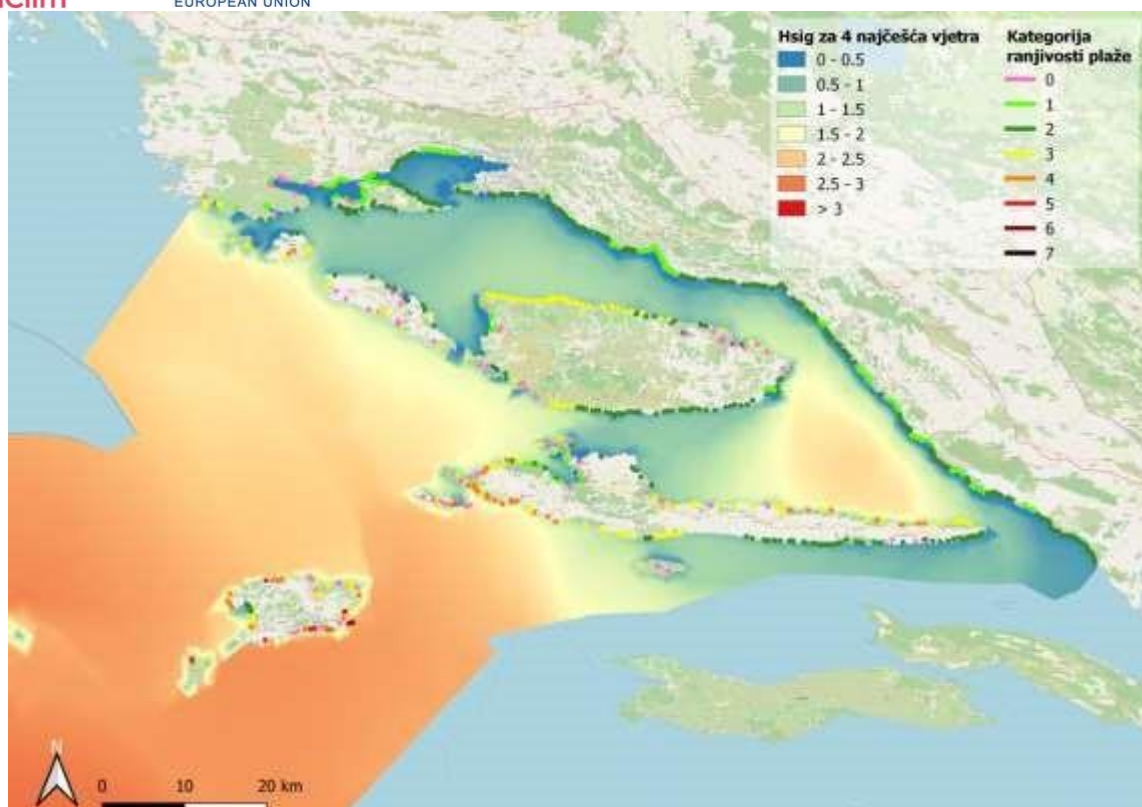 EUROPEAN UNION
Hsig za 4 najčešća vjetra
0 - 0.5
0.5 - 1
1 - 1.5
1.5 - 2
2 - 2.5
2.5 - 3
> 3
Kategorija
ranjivosti plaže
0
1
2
3
4
5
6
7
N
0 10 20 km